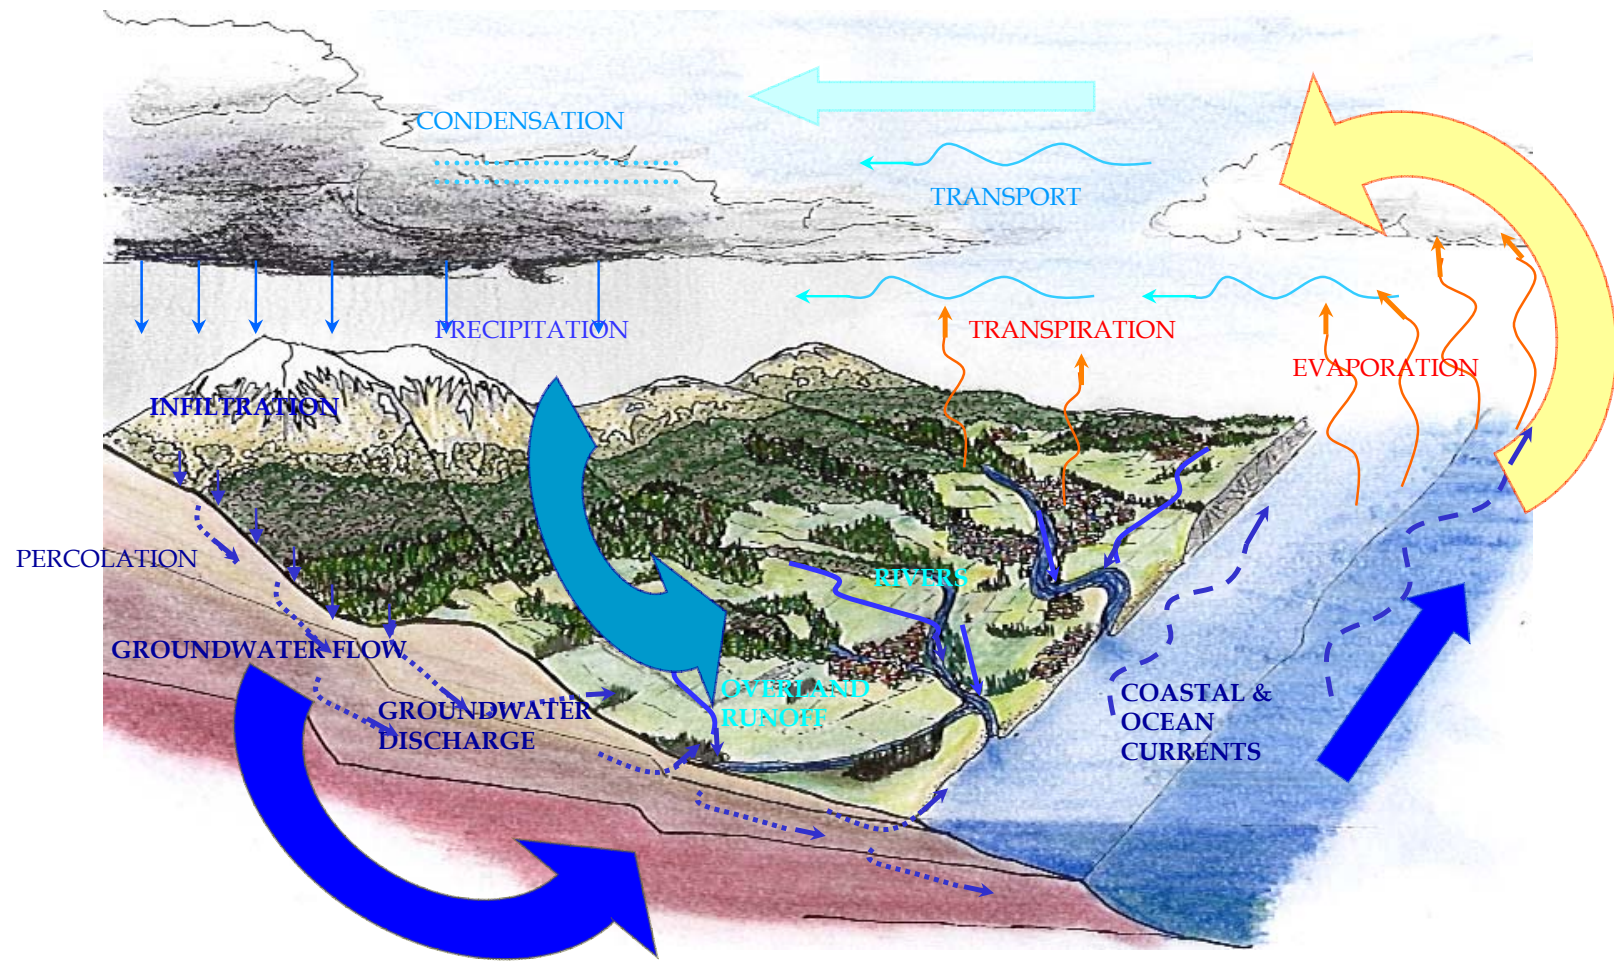 CONDENSATION
TRANSPORT
PRECIPITATION
TRANSPIRATION
EVAPORATION
INFILTRATION
PERCOLATION
RIVERS
GROUNDWATER FLOW
OVERLAND
RUNOFF
GROUNDWATER
DISCHARGE
COASTAL &
OCEAN
CURRENTS